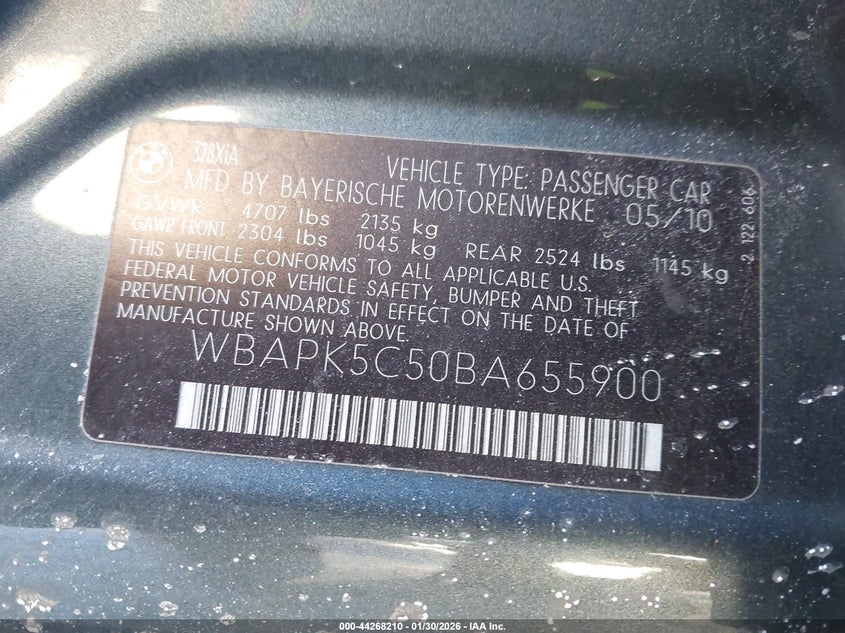 BMW
328XiA
VEHICLE TYPE: PASSENGER CAR
MFD BY BAYERISCHE MOTORENWERKE 05/10
GVWR 4707 lbs 2135 kg
GAWR FRONT 2304 lbs 1045 kg REAR 2524 lbs 1145 kg
THIS VEHICLE CONFORMS TO ALL APPLICABLE U.S.
FEDERAL MOTOR VEHICLE SAFETY, BUMPER AND THEFT
PREVENTION STANDARDS IN EFFECT ON THE DATE OF
MANUFACTURE SHOWN ABOVE.
WBAPK5C50BA655900
2 122 606
000-44268210 - 01/30/2026 - IAA Inc.